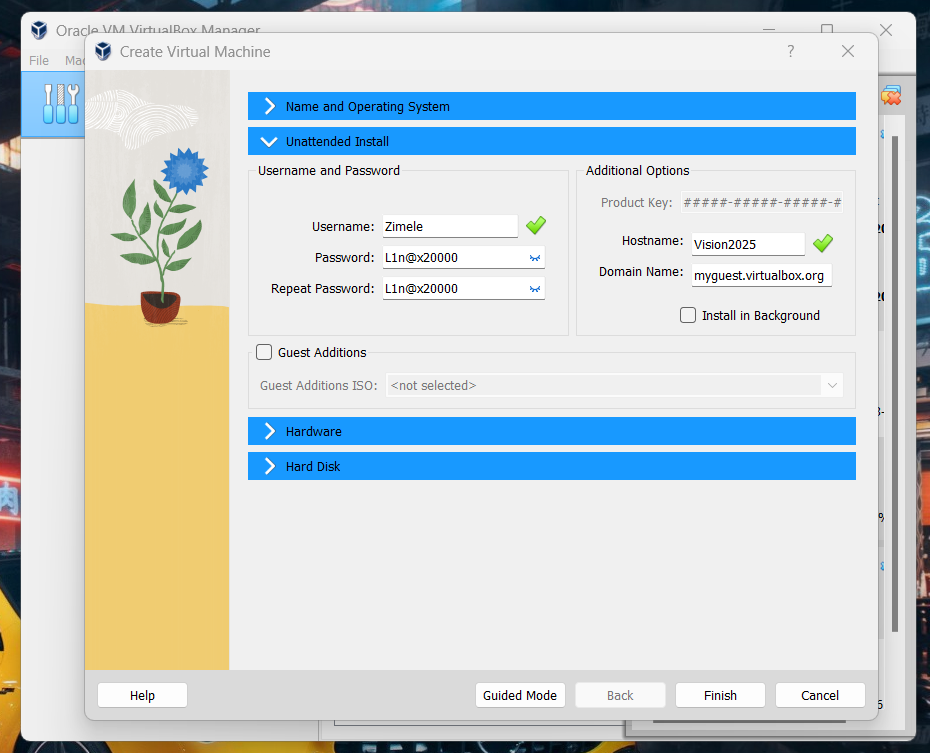 Oracle VM VirtualBox Manager
File
Create Virtual Machine
?
Name and Operating System
Unattended Install
Username and Password
Username: Zimele
Password: L1n@x20000
Repeat Password: L1n@x20000
Additional Options
Product Key: #####-#####-#####-#
Hostname: Vision2025
Domain Name: myguest.virtualbox.org
Install in Background
Guest Additions
Guest Additions ISO: <not selected>
Hardware
Hard Disk
Help
Guided Mode
Back
Finish
Cancel